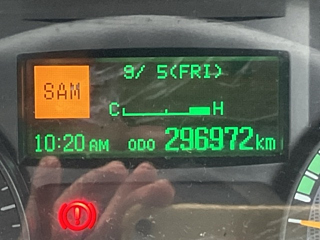 9/ 5(FRI)
SAM
C H
10:20 AM ODO 296972 km